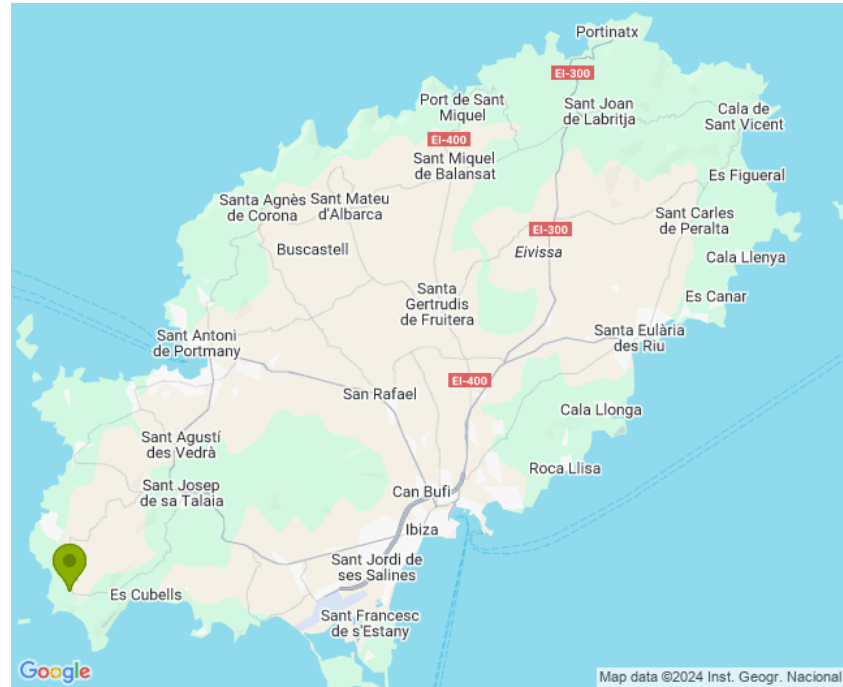 Portinatx
EI-300
Port de Sant
Miquel
Sant Joan
de Labritja
Cala de
Sant Vicent
EI-400
Sant Miquel
de Balansat
Es Figueral
Santa Agnès
de Corona
Sant Mateu
d'Albarca
Sant Carles
de Peralta
EI-300
Buscastell
Eivissa
Cala Llenya
Santa
Gertrudis
de Fruitera
Es Canar
Sant Antoni
de Portmany
Santa Eulària
des Riu
EI-400
San Rafael
Cala Llonga
Sant Agustí
des Vedrà
Roca Llisa
Sant Josep
de sa Talaia
Can Bufí
Ibiza
Sant Jordi de
ses Salines
Es Cubells
Sant Francesc
de s'Estany
Google
Map data ©2024 Inst. Geogr. Nacional